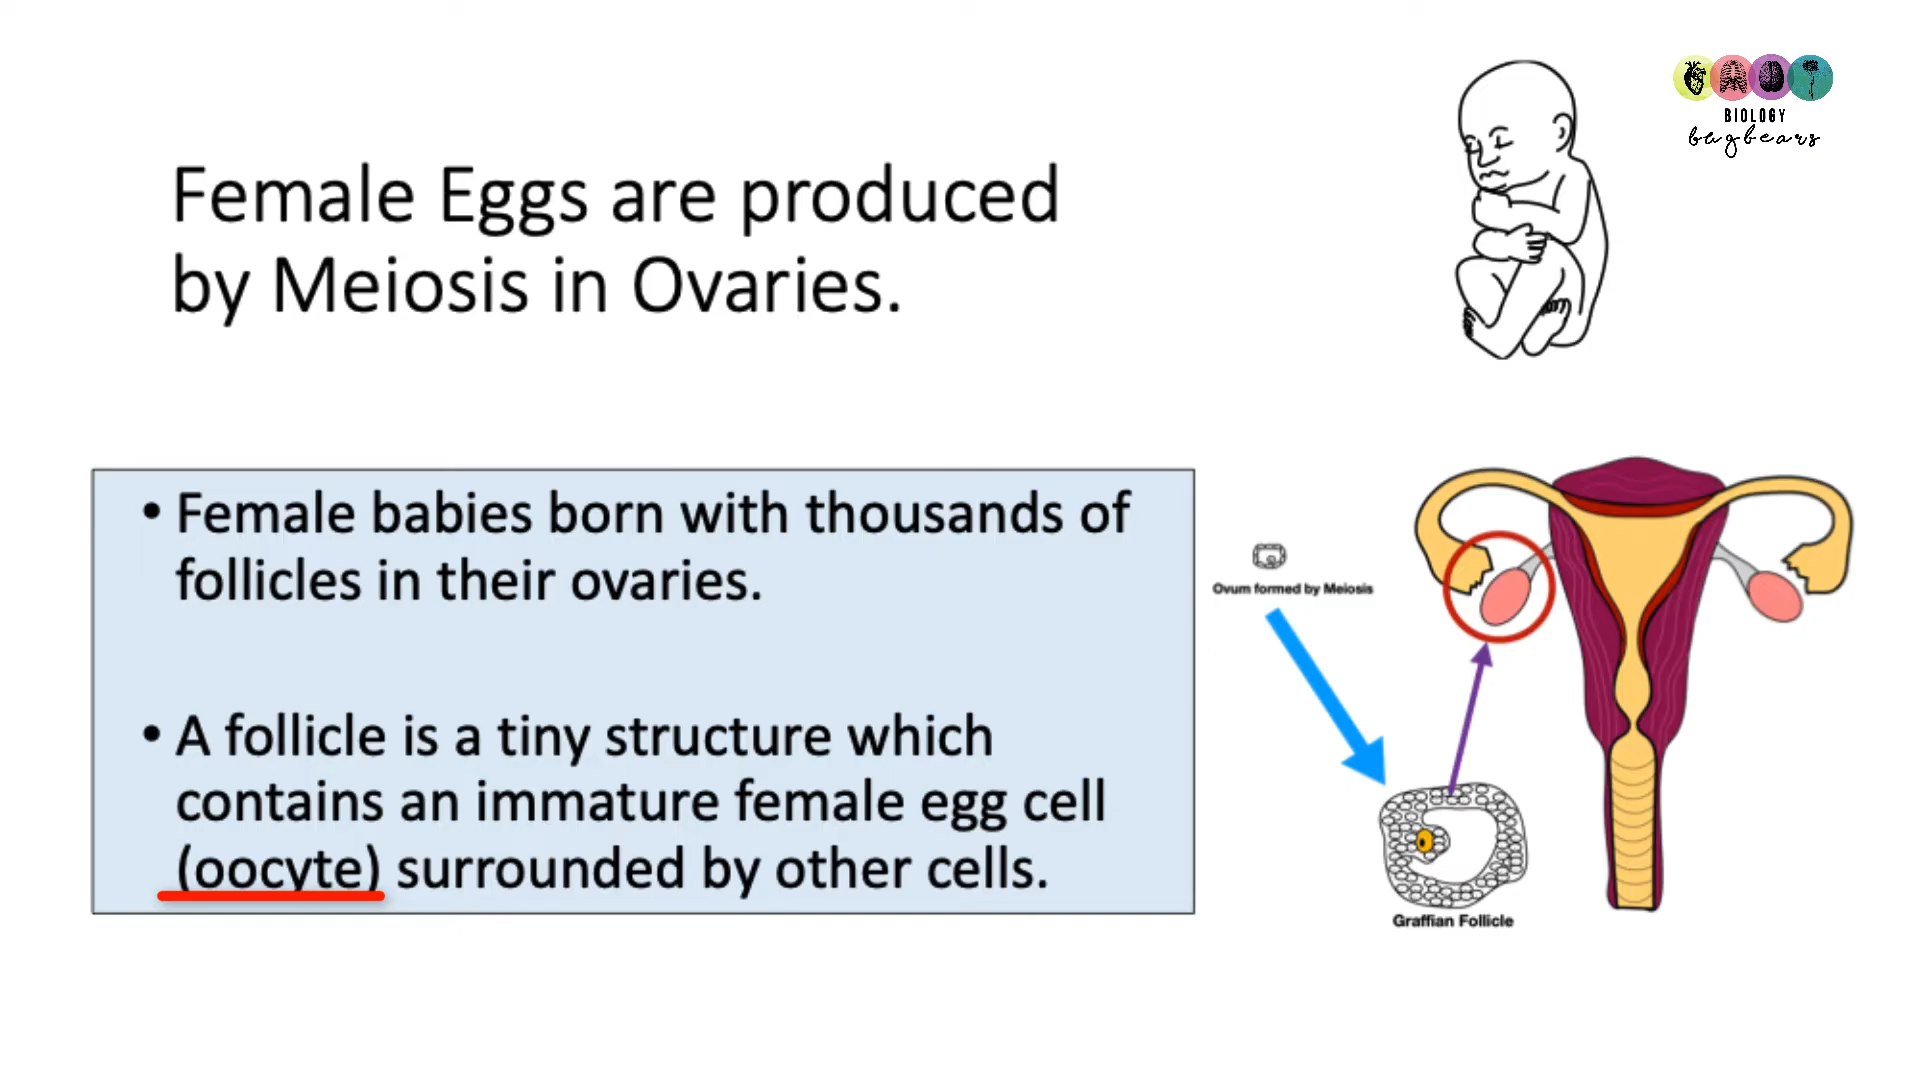 BIOLOGY
bugbears
Female Eggs are produced
by Meiosis in Ovaries.
• Female babies born with thousands of
follicles in their ovaries.
• A follicle is a tiny structure which
contains an immature female egg cell
(oocyte) surrounded by other cells.
Ovum formed by Meiosis
Graffian Follicle